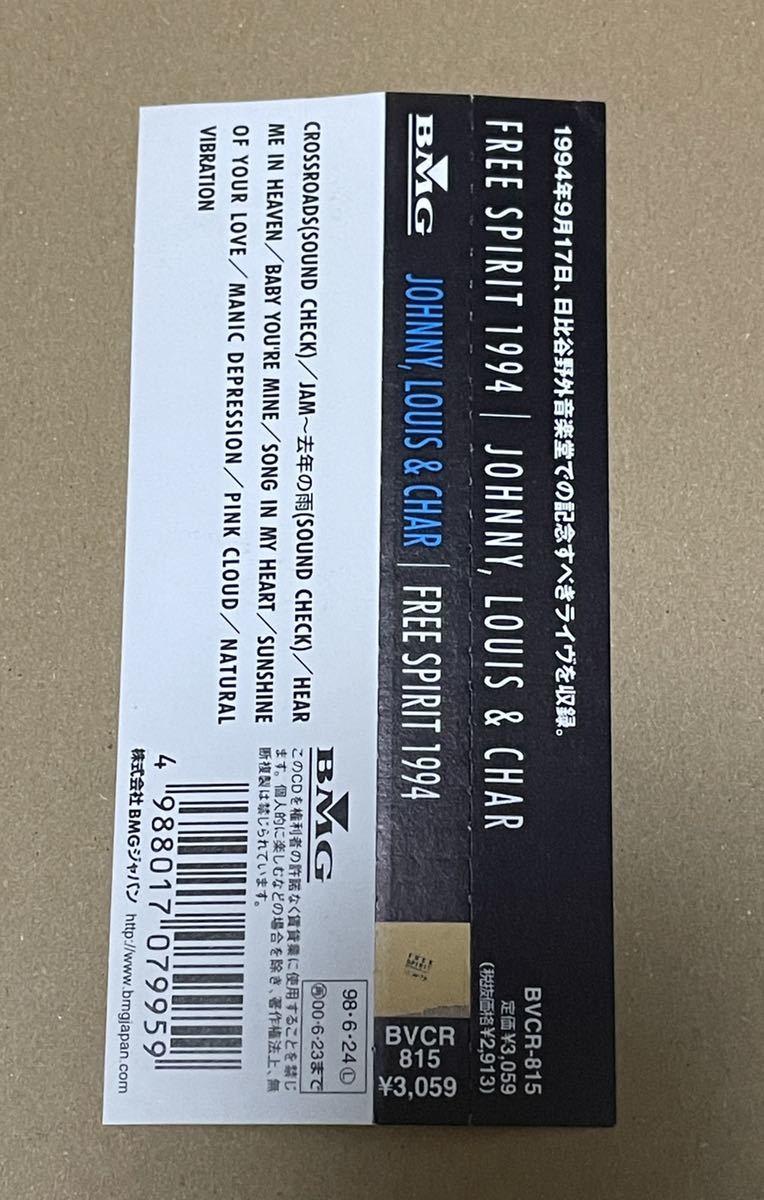 1994年9月17日、日比谷野外音楽堂での記念すべきライヴを収録。
FREE SPIRIT 1994 | JOHNNY, LOUIS & CHAR
BVCR-815
定価¥3,059
(税抜価格¥2,913)
BMG
JOHNNY, LOUIS & CHAR | FREE SPIRIT 1994
FREE
SPIRIT
BVCR
815
¥3,059
CROSSROADS(SOUND CHECK)／JAM〜去年の雨(SOUND CHECK)／HEAR
ME IN HEAVEN／BABY YOU'RE MINE／SONG IN MY HEART／SUNSHINE
OF YOUR LOVE／MANIC DEPRESSION／PINK CLOUD／NATURAL
VIBRATION
BMG
このCDを権利者の許諾なく賃貸業に使用することを禁じ
ます。個人的に楽しむなどの場合を除き、著作権法上、無
断複製は禁じられています。
98・6・24 Ⓛ
㋬00・6・23まで
4 988017 079959
株式会社 BMGジャパン http://www.bmgjapan.com